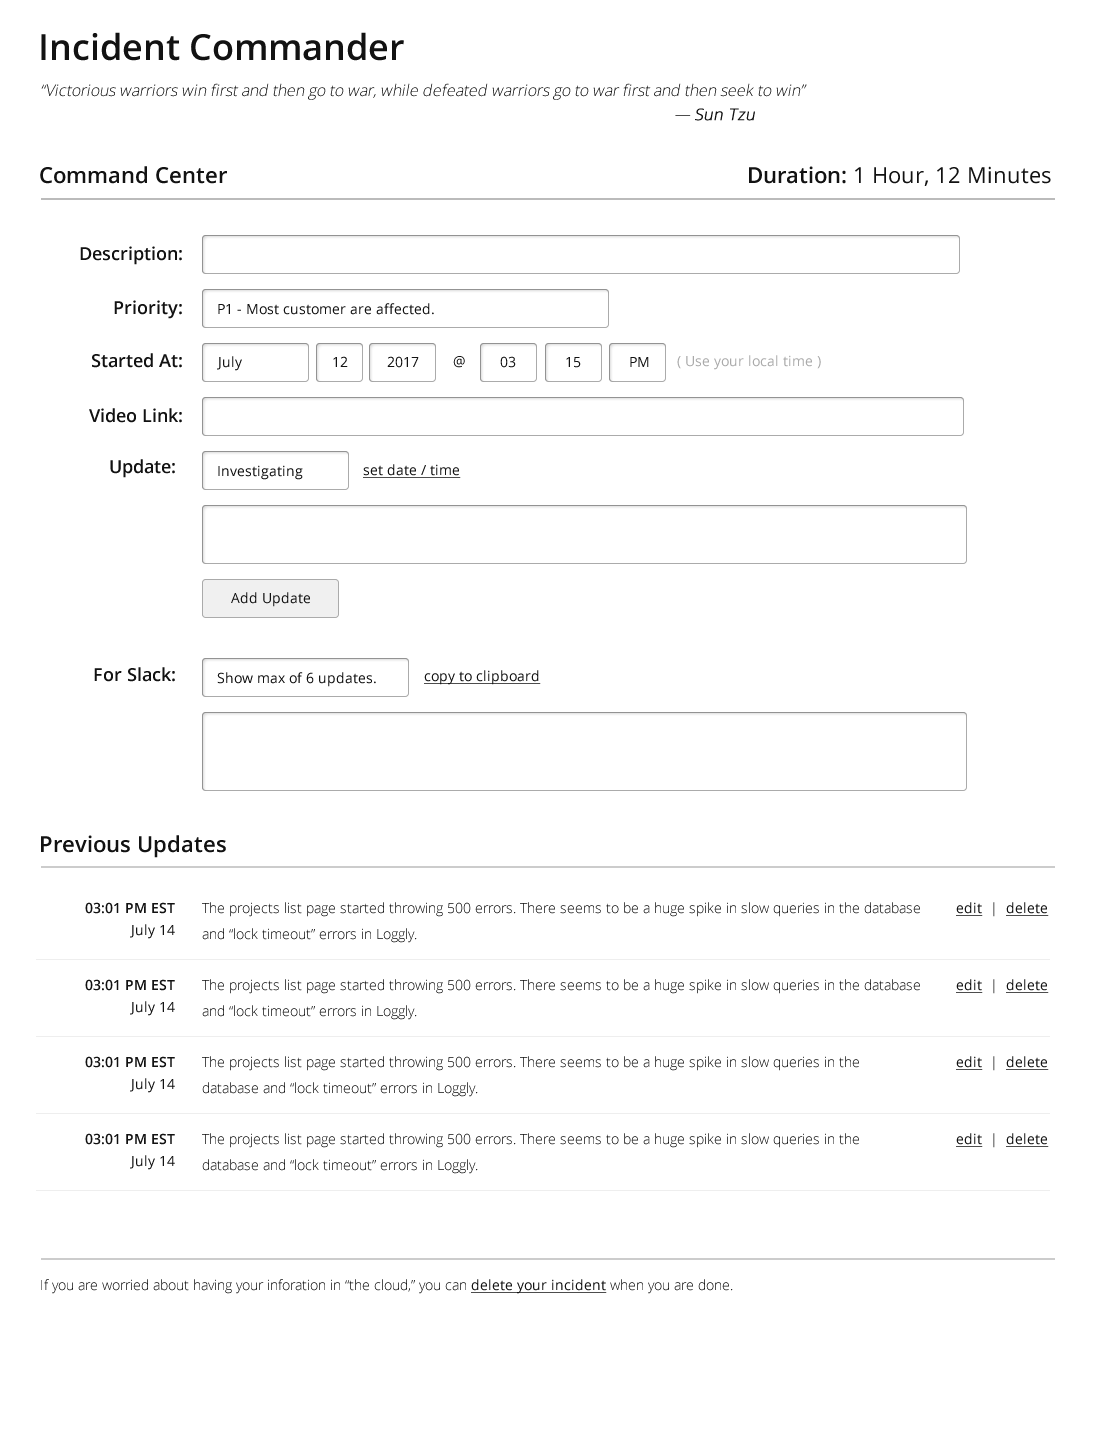 Incident Commander
“Victorious warriors win first and then go to war, while defeated warriors go to war first and then seek to win”
— Sun Tzu
Command Center Duration: 1 Hour, 12 Minutes
Description:
Priority: P1 - Most customer are affected.
Started At: July 12 2017 @ 03 15 PM ( Use your local time )
Video Link:
Update: Investigating set date / time
Add Update
For Slack: Show max of 6 updates. copy to clipboard
Previous Updates
03:01 PM EST The projects list page started throwing 500 errors. There seems to be a huge spike in slow queries in the database edit | delete
July 14 and “lock timeout” errors in Loggly.
03:01 PM EST The projects list page started throwing 500 errors. There seems to be a huge spike in slow queries in the database edit | delete
July 14 and “lock timeout” errors in Loggly.
03:01 PM EST The projects list page started throwing 500 errors. There seems to be a huge spike in slow queries in the edit | delete
July 14 database and “lock timeout” errors in Loggly.
03:01 PM EST The projects list page started throwing 500 errors. There seems to be a huge spike in slow queries in the edit | delete
July 14 database and “lock timeout” errors in Loggly.
If you are worried about having your inforation in “the cloud,” you can delete your incident when you are done.